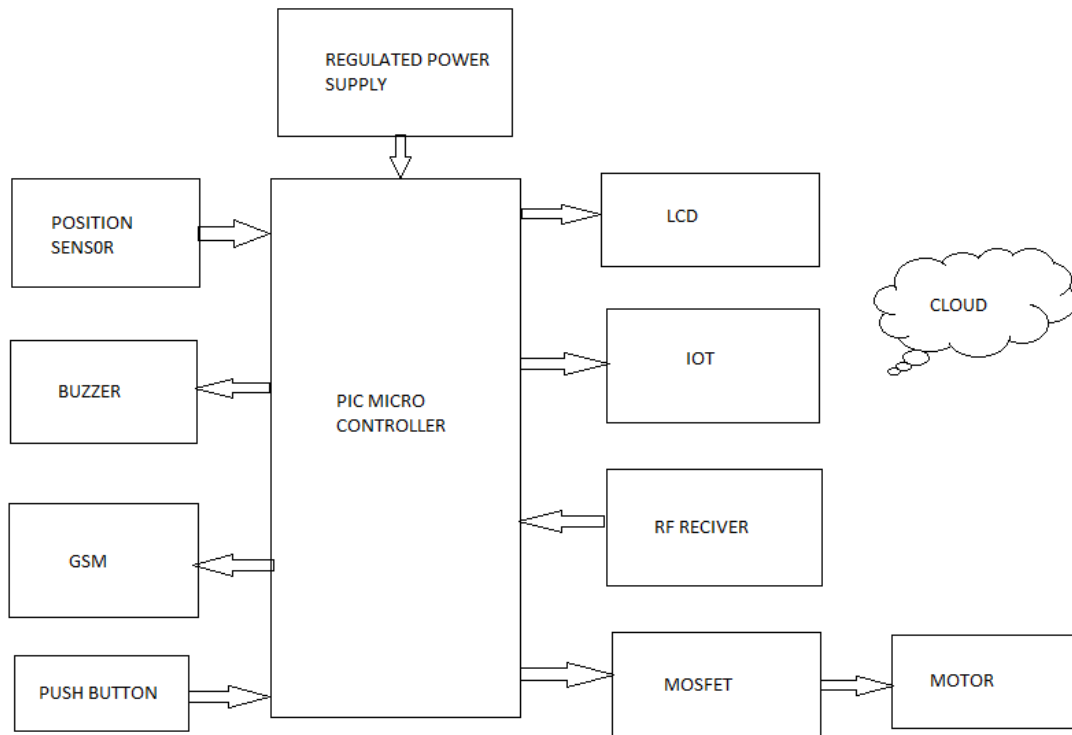 REGULATED POWER
SUPPLY
POSITION
SENS0R
LCD
CLOUD
BUZZER
IOT
PIC MICRO
CONTROLLER
GSM
RF RECIVER
PUSH BUTTON
MOSFET
MOTOR